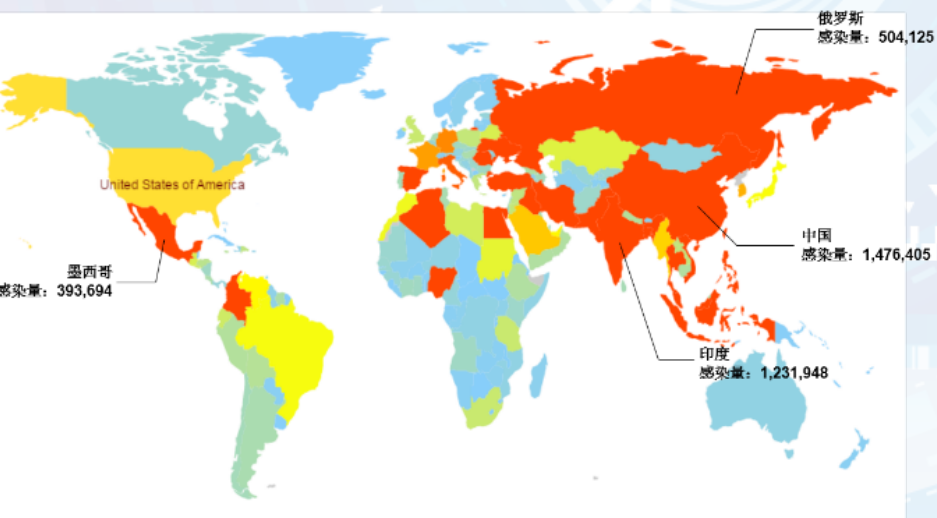 俄罗斯
感染量：504,125
United States of America
中国
感染量：1,476,405
墨西哥
感染量：393,694
印度
感染量：1,231,948